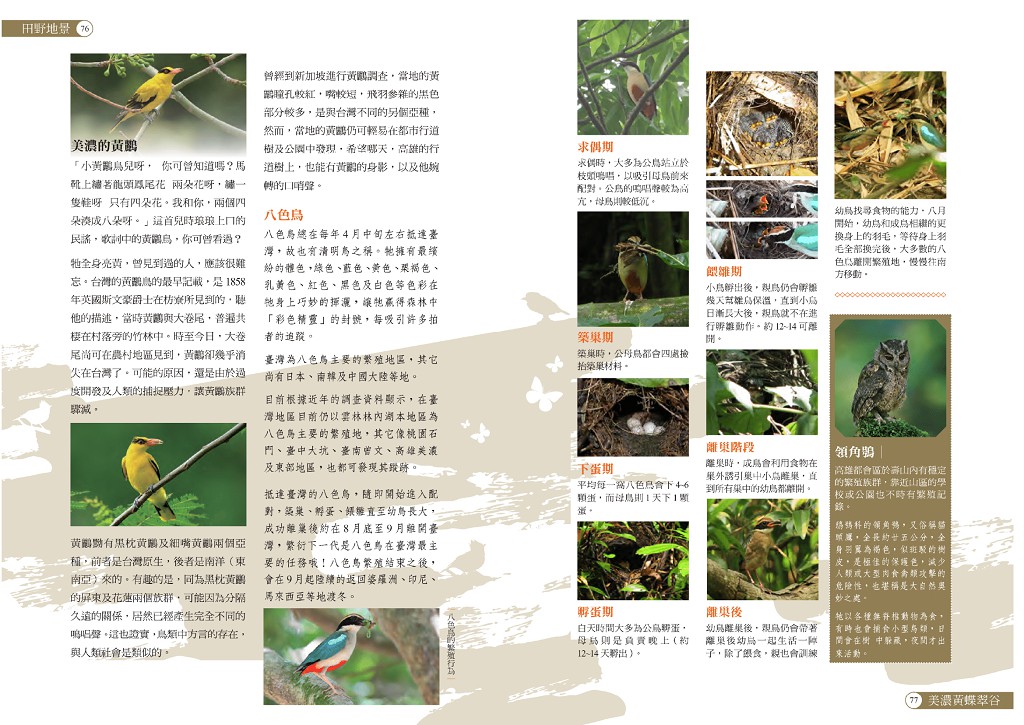 田野地景 76
美濃的黃鸝
「小黃鸝鳥兒呀， 你可曾知道嗎？馬
靴上繡著龍頭鳳尾花 兩朵花呀，繡一
隻鞋呀 只有四朵花。我和你，兩個四
朵湊成八朵呀。」這首兒時琅琅上口的
民謠，歌詞中的黃鸝鳥，你可曾看過？
牠全身亮黃，曾見到過的人，應該很難
忘。台灣的黃鸝鳥的最早記載，是 1858
年英國斯文豪爵士在枋寮所見到的，聽
他的描述，當時黃鸝與大卷尾，普遍共
棲在村落旁的竹林中。時至今日，大卷
尾尚可在農村地區見到，黃鸝卻幾乎消
失在台灣了。可能的原因，還是由於過
度開發及人類的捕捉壓力，讓黃鸝族群
驟減。
黃鸝鸚有黑枕黃鸝及細嘴黃鸝兩個亞
種，前者是台灣原生，後者是南洋（東
南亞）來的。有趣的是，同為黑枕黃鸝
的屏東及花蓮兩個族群，可能因為分隔
久遠的關係，居然已經產生完全不同的
鳴唱聲。這也證實，鳥類中方言的存在，
與人類社會是類似的。
曾經到新加坡進行黃鸝調查，當地的黃
鸝瞳孔較紅，嘴較短，飛羽參雜的黑色
部分較多，是與台灣不同的另個亞種，
然而，當地的黃鸝仍可輕易在都市行道
樹及公園中發現，希望哪天，高雄的行
道樹上，也能有黃鸝的身影，以及他婉
轉的口哨聲。
八色鳥
八色鳥總在每年 4 月中旬左右抵達臺
灣，故也有清明鳥之稱。牠擁有最繽
紛的體色，綠色、藍色、黃色、栗褐色、
乳黃色、紅色、黑色及白色等色彩在
牠身上巧妙的揮灑，讓牠贏得森林中
「彩色精靈」的封號，每吸引許多拍
者的追蹤。
臺灣為八色鳥主要的繁殖地區，其它
尚有日本、南韓及中國大陸等地。
目前根據近年的調查資料顯示，在臺
灣地區目前仍以雲林林內湖本地區為
八色鳥主要的繁殖地，其它像桃園石
門、臺中大坑、臺南曾文、高雄美濃
及東部地區，也都可發現其蹤跡。
抵達臺灣的八色鳥，隨即開始進入配
對，築巢、孵蛋、餵雛直至幼鳥長大，
成功離巢後約在 8 月底至 9 月離開臺
灣，繁衍下一代是八色鳥在臺灣最主
要的任務哦！八色鳥繁殖結束之後，
會在 9 月起陸續的返回婆羅洲、印尼、
馬來西亞等地渡冬。
八色鳥的繁殖行為
求偶期
求偶時，大多為公鳥站立於
枝頭鳴唱，以吸引母鳥前來
配對。公鳥的鳴唱聲較為高
亢，母鳥則較低沉。
築巢期
築巢時，公母鳥都會四處撿
拾築巢材料。
下蛋期
平均每一窩八色鳥會下 4-6
顆蛋，而母鳥則 1 天下 1 顆
蛋。
孵蛋期
白天時間大多為公鳥孵蛋，
母鳥則是負責晚上（約
12~14 天孵出）。
餵雛期
小鳥孵出後，親鳥仍會孵雛
幾天幫雛鳥保溫，直到小鳥
日漸長大後，親鳥就不在進
行孵雛動作。約 12~14 可離
開。
離巢階段
離巢時，成鳥會利用食物在
巢外誘引巢中小鳥離巢，直
到所有巢中的幼鳥都離開。
離巢後
幼鳥離巢後，親鳥仍會帶著
離巢後幼鳥一起生活一陣
子，除了餵食，親也會訓練
幼鳥找尋食物的能力，八月
開始，幼鳥和成鳥相繼的更
換身上的羽毛，等待身上羽
毛全部換完後，大多數的八
色鳥離開繁殖地，慢慢往南
方移動。
領角鴞
高雄都會區於壽山內有穩定
的繁殖族群，靠近山區的學
校或公園也不時有繁殖記
錄。
鴟鴞科的領角鴞，又俗稱貓
頭鷹，全長約廿五公分，全
身羽翼為褐色，似斑駁的樹
皮，是極佳的保護色，減少
人類或大型肉食禽類攻擊的
危險性，也堪稱是大自然奧
妙之處。
牠以各種無脊椎動物為食，
有時也會捕食小型鳥類，日
間會在樹 中躲藏，夜間才出
來活動。
77 美濃黃蝶翠谷